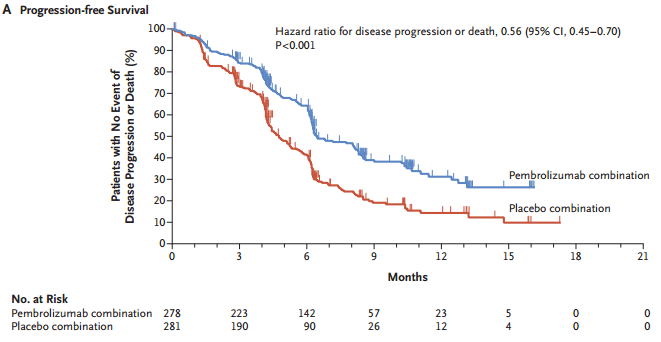 A Progression-free Survival
Hazard ratio for disease progression or death, 0.56 (95% CI, 0.45–0.70)
P<0.001
Patients with No Event of
Disease Progression or Death (%)
100
90
80
70
60
50
40
30
20
10
0
Pembrolizumab combination
Placebo combination
0 3 6 9 12 15 18 21
Months
No. at Risk
Pembrolizumab combination 278 223 142 57 23 5 0 0
Placebo combination 281 190 90 26 12 4 0 0